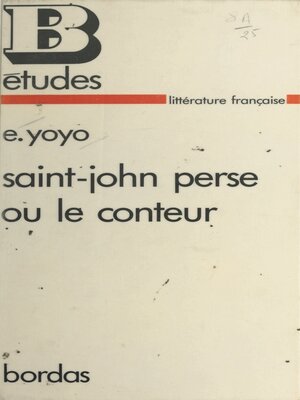 B
études
littérature française
e. yoyo
saint-john perse
ou le conteur
bordas